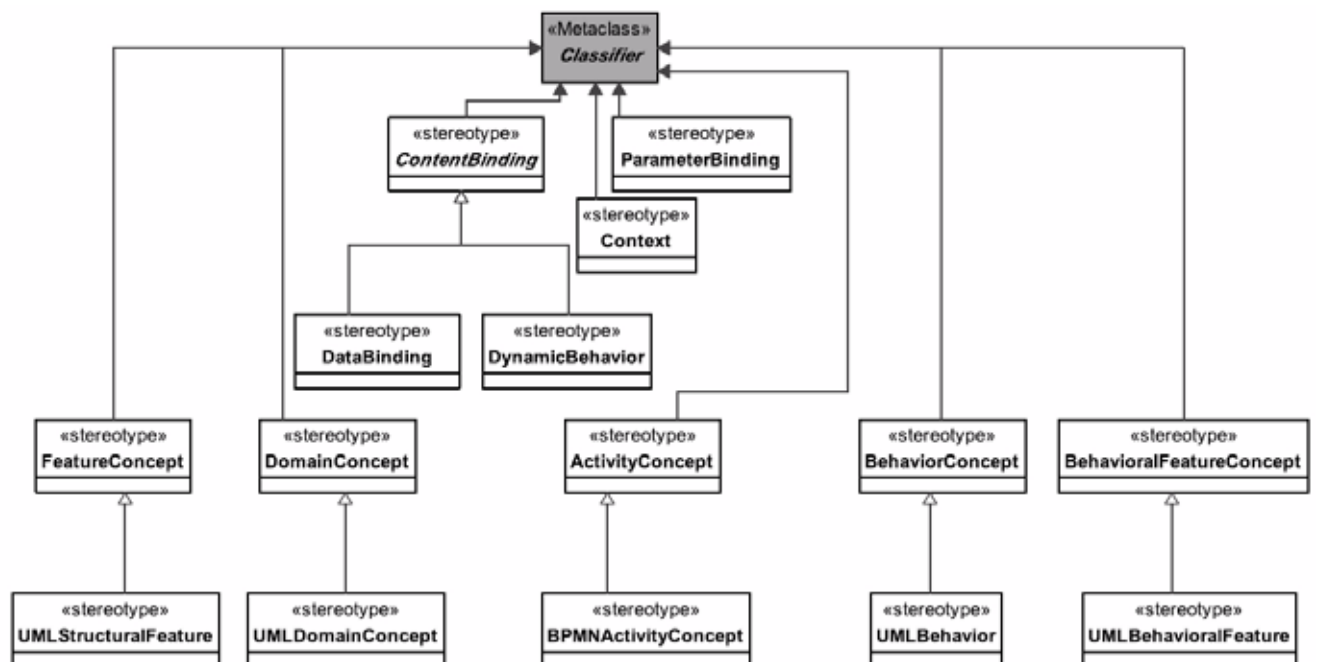 «Metaclass»
Classifier
«stereotype»
ContentBinding
«stereotype»
ParameterBinding
«stereotype»
Context
«stereotype»
DataBinding
«stereotype»
DynamicBehavior
«stereotype»
FeatureConcept
«stereotype»
DomainConcept
«stereotype»
ActivityConcept
«stereotype»
BehaviorConcept
«stereotype»
BehavioralFeatureConcept
«stereotype»
UMLStructuralFeature
«stereotype»
UMLDomainConcept
«stereotype»
BPMNActivityConcept
«stereotype»
UMLBehavior
«stereotype»
UMLBehavioralFeature